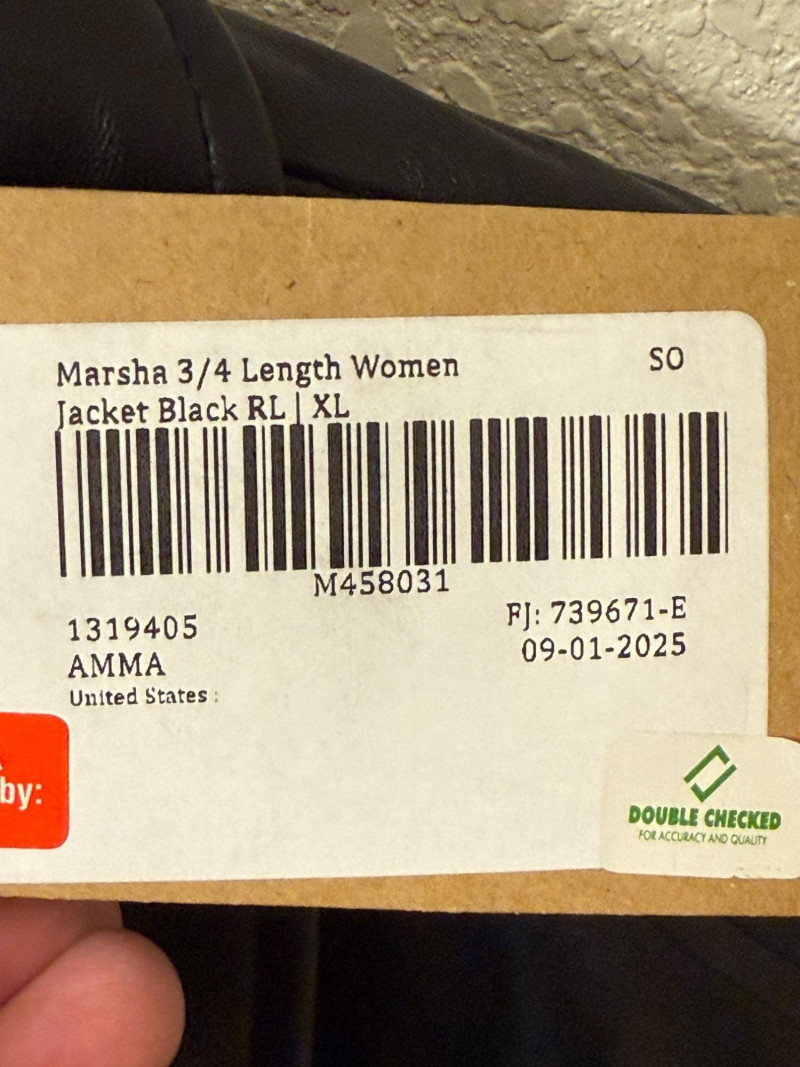 Marsha 3/4 Length Women
SO
Jacket Black RL | XL
M458031
1319405
FJ: 739671-E
AMMA
09-01-2025
United States :
by:
DOUBLE CHECKED
FOR ACCURACY AND QUALITY